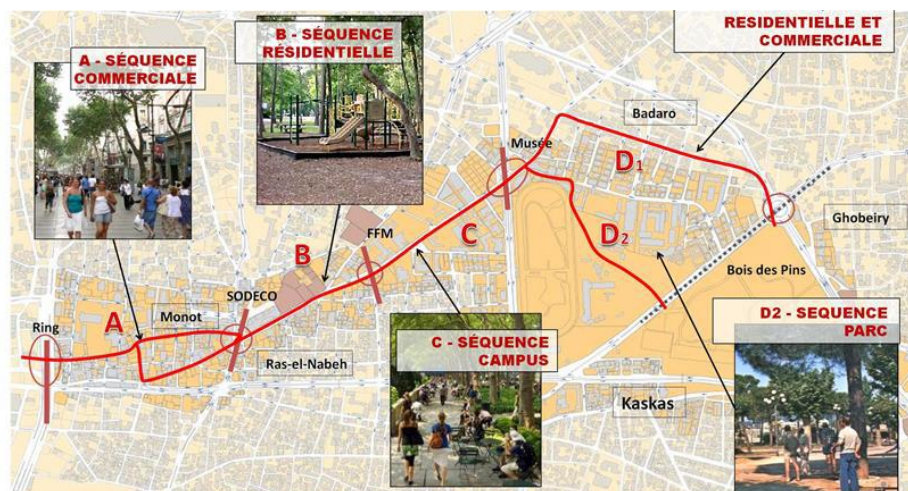 A - SÉQUENCE
COMMERCIALE
B - SÉQUENCE
RÉSIDENTIELLE
RESIDENTIELLE ET
COMMERCIALE
Badaro
Musée
D1
Ghobeiry
C
D2
FFM
B
Bois des Pins
SODECO
Monot
A
Ring
Ras-el-Nabeh
C - SÉQUENCE
CAMPUS
D2 - SEQUENCE
PARC
Kaskas